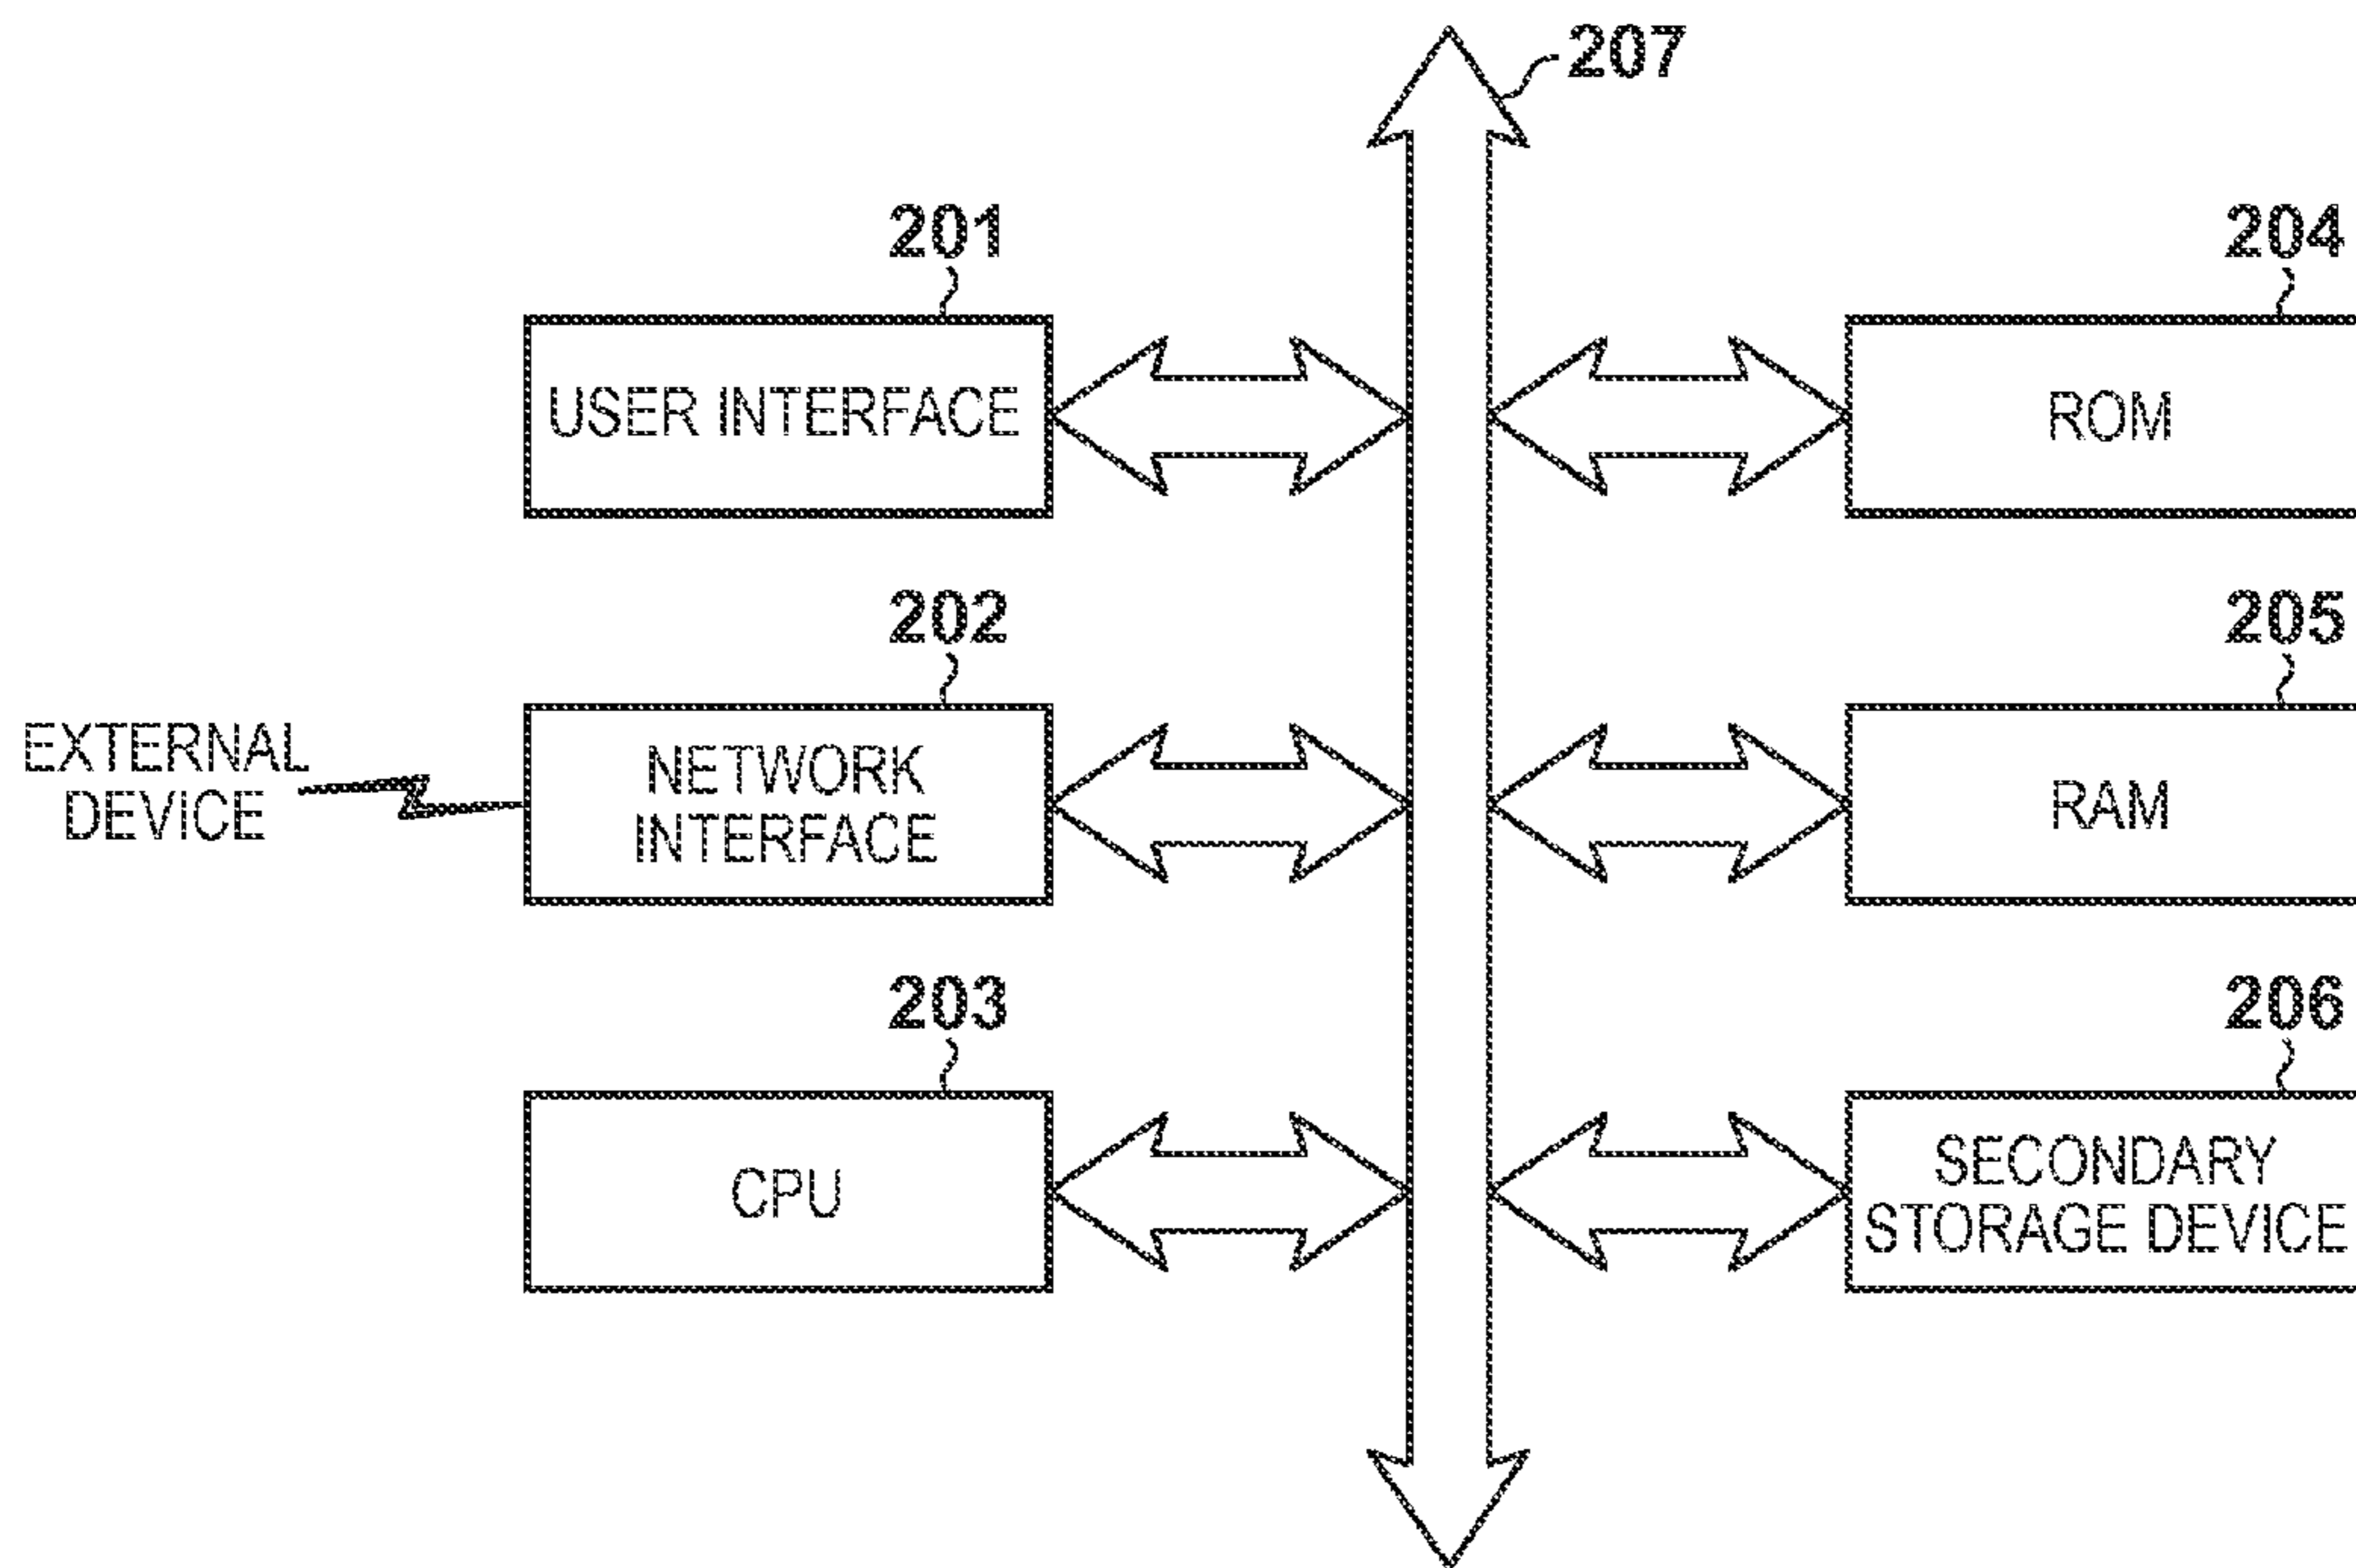 207
201
204
USER INTERFACE
ROM
202
205
EXTERNAL
DEVICE
NETWORK
INTERFACE
RAM
203
206
CPU
SECONDARY
STORAGE DEVICE